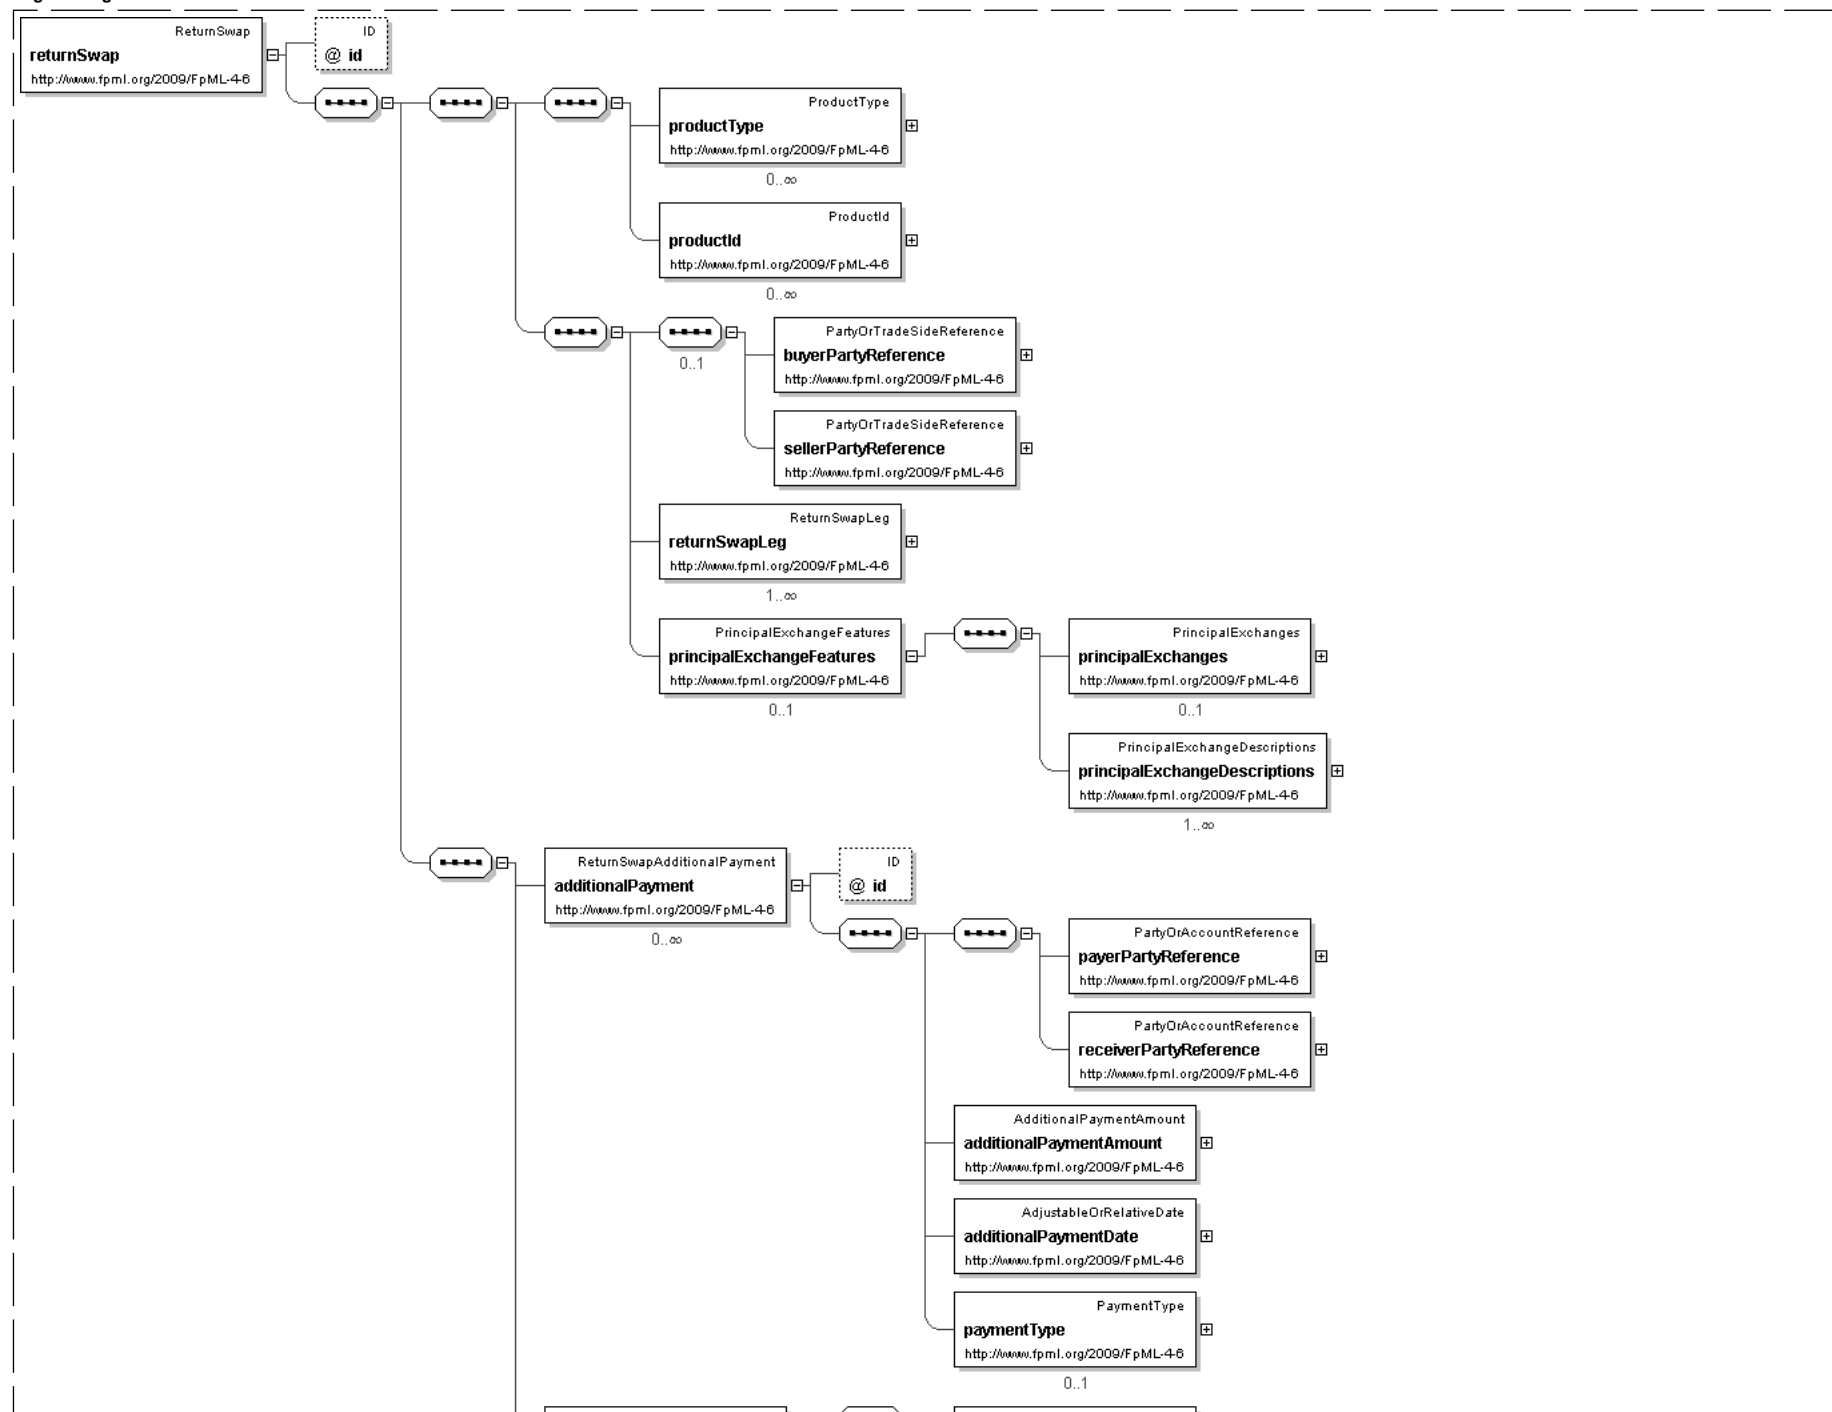 ReturnSwap
returnSwap
http://www.fpml.org/2009/FpML-4-6
ID
@ id
ProductType
productType
http://www.fpml.org/2009/FpML-4-6
0..∞
ProductId
productId
http://www.fpml.org/2009/FpML-4-6
0..∞
PartyOrTradeSideReference
buyerPartyReference
http://www.fpml.org/2009/FpML-4-6
0..1
PartyOrTradeSideReference
sellerPartyReference
http://www.fpml.org/2009/FpML-4-6
ReturnSwapLeg
returnSwapLeg
http://www.fpml.org/2009/FpML-4-6
1..∞
PrincipalExchangeFeatures
principalExchangeFeatures
http://www.fpml.org/2009/FpML-4-6
0..1
PrincipalExchanges
principalExchanges
http://www.fpml.org/2009/FpML-4-6
0..1
PrincipalExchangeDescriptions
principalExchangeDescriptions
http://www.fpml.org/2009/FpML-4-6
1..∞
ReturnSwapAdditionalPayment
additionalPayment
http://www.fpml.org/2009/FpML-4-6
0..∞
ID
@ id
PartyOrAccountReference
payerPartyReference
http://www.fpml.org/2009/FpML-4-6
PartyOrAccountReference
receiverPartyReference
http://www.fpml.org/2009/FpML-4-6
AdditionalPaymentAmount
additionalPaymentAmount
http://www.fpml.org/2009/FpML-4-6
AdjustableOrRelativeDate
additionalPaymentDate
http://www.fpml.org/2009/FpML-4-6
PaymentType
paymentType
http://www.fpml.org/2009/FpML-4-6
0..1